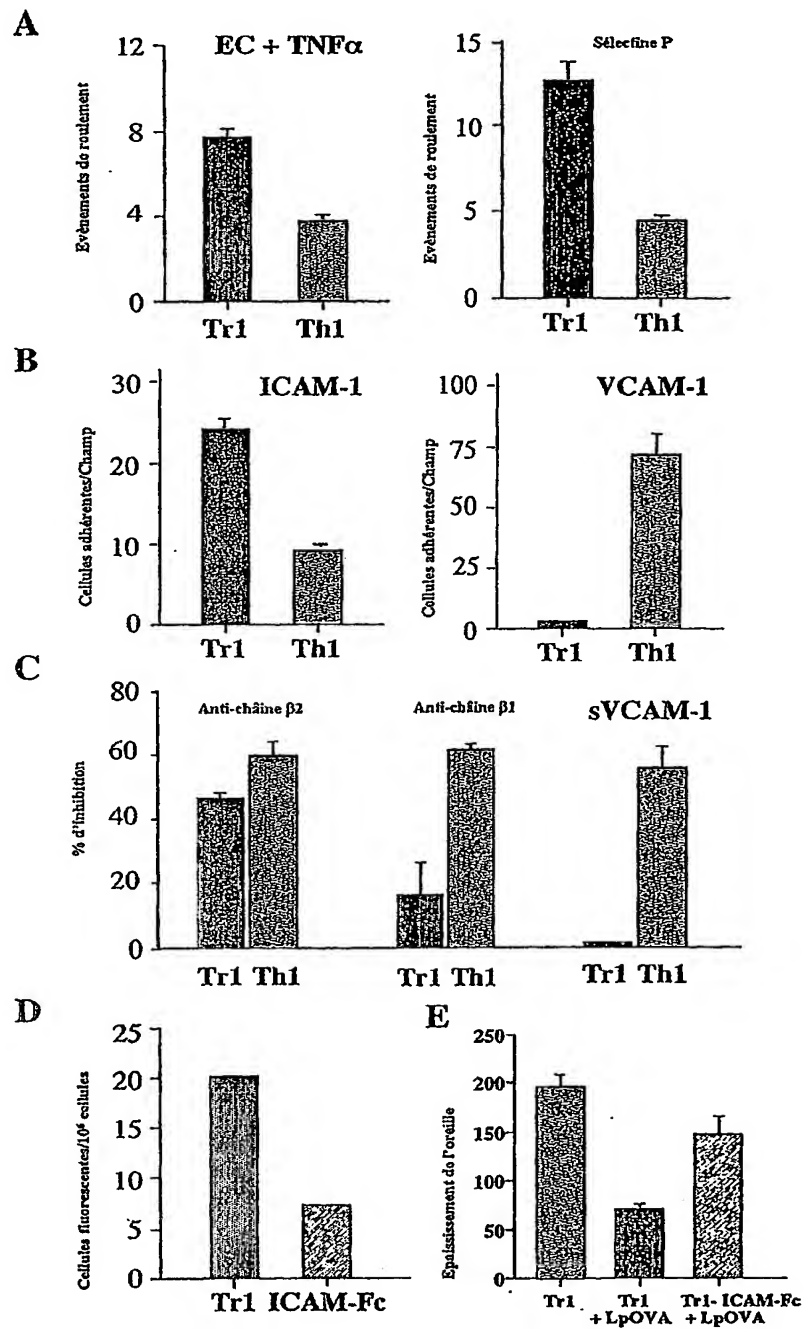 A
EC + TNFα
Evènements de roulement
12
8
4
0
Tr1 Th1
Sélectine P
Evènements de roulement
15
10
5
0
Tr1 Th1
B
ICAM-1
Cellules adhérentes/Champ
30
20
10
0
Tr1 Th1
VCAM-1
Cellules adhérentes/Champ
100
75
50
25
0
Tr1 Th1
C
% d'inhibition
80
60
40
20
0
Anti-chaîne β2
Anti-chaîne β1
sVCAM-1
Tr1 Th1
Tr1 Th1
Tr1 Th1
D
Cellules fluorescentes/10⁶ cellules
25
20
15
10
5
0
Tr1 ICAM-Fc
E
Epaississement de l'oreille
250
200
150
100
50
0
Tr1
Tr1
+ LpOVA
Tr1- ICAM-Fc
+ LpOVA